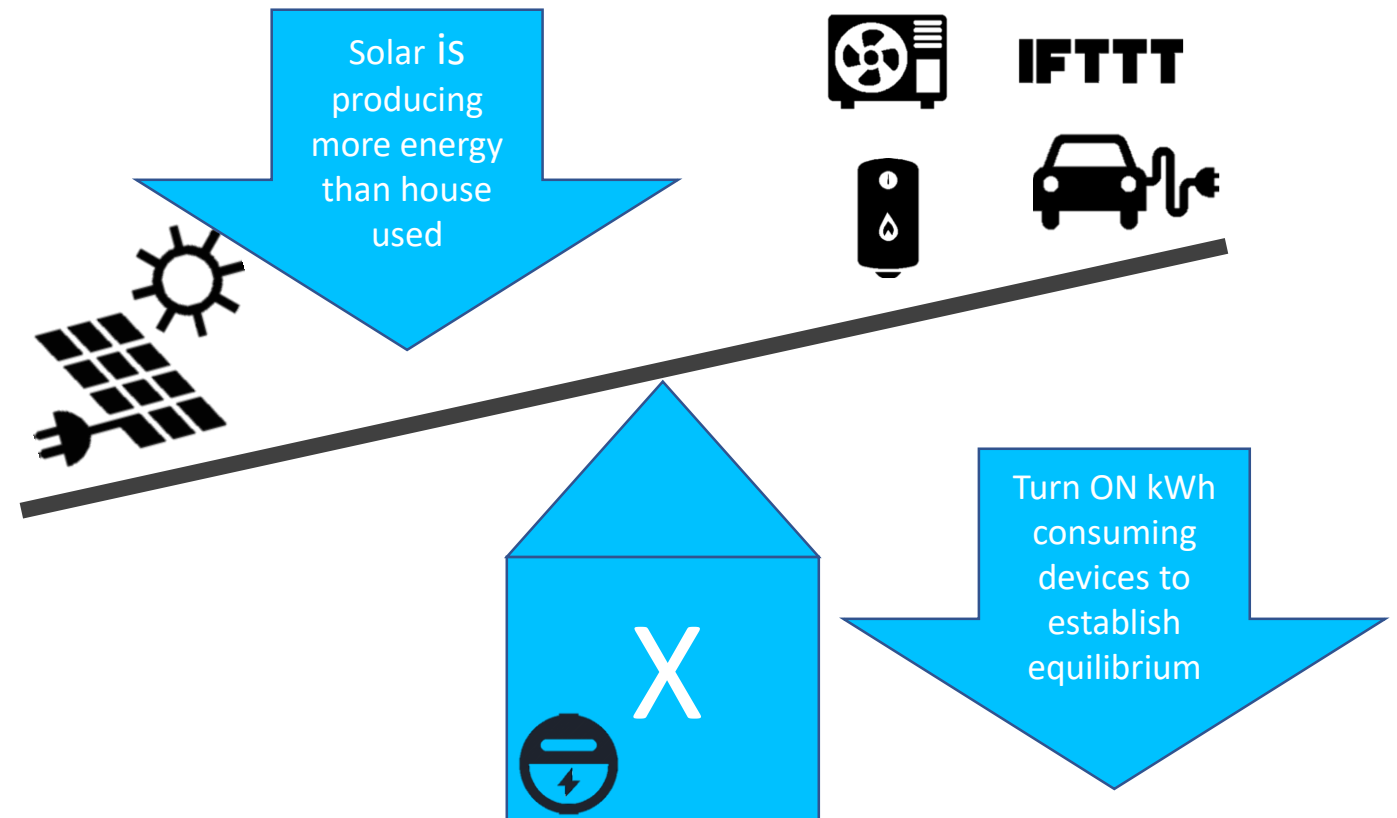 Solar is
producing
more energy
than house
used
IFTTT
Turn ON kWh
consuming
devices to
establish
equilibrium
X